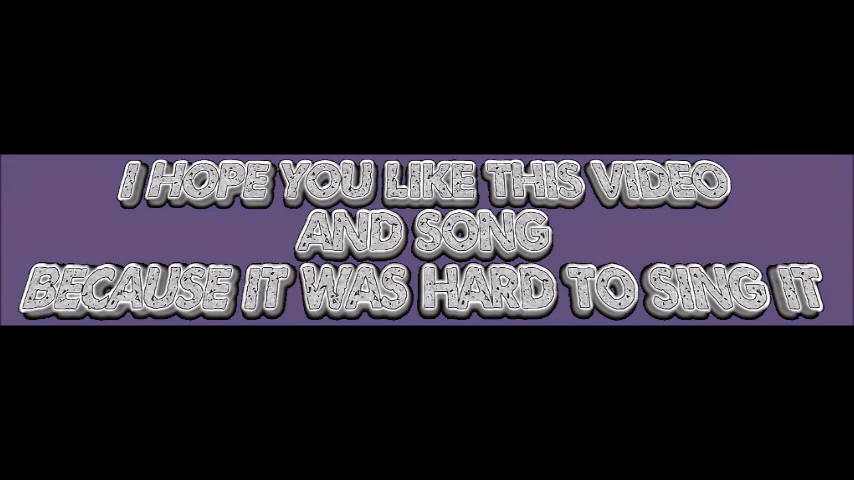 I HOPE YOU LIKE THIS VIDEO
AND SONG
BECAUSE IT WAS HARD TO SING IT